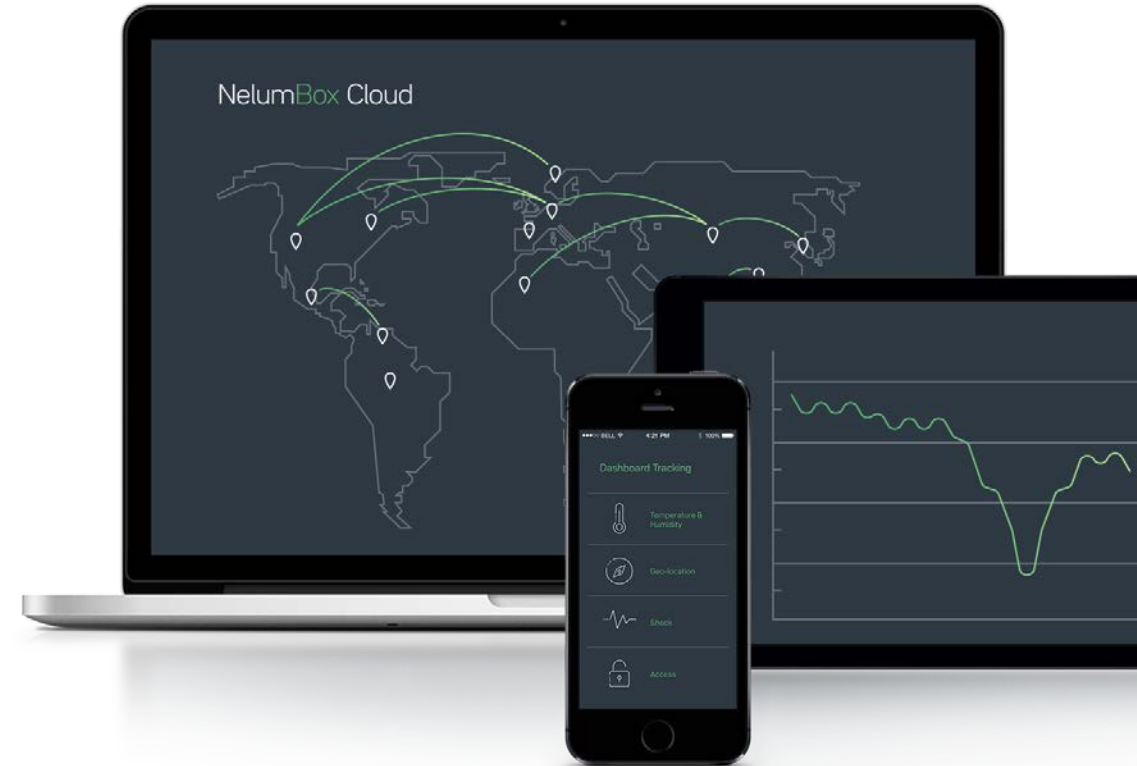 NelumBox Cloud
BELL 4:21 PM 100%
Dashboard Tracking
Temperature &
Humidity
Geo-location
Shock
Access